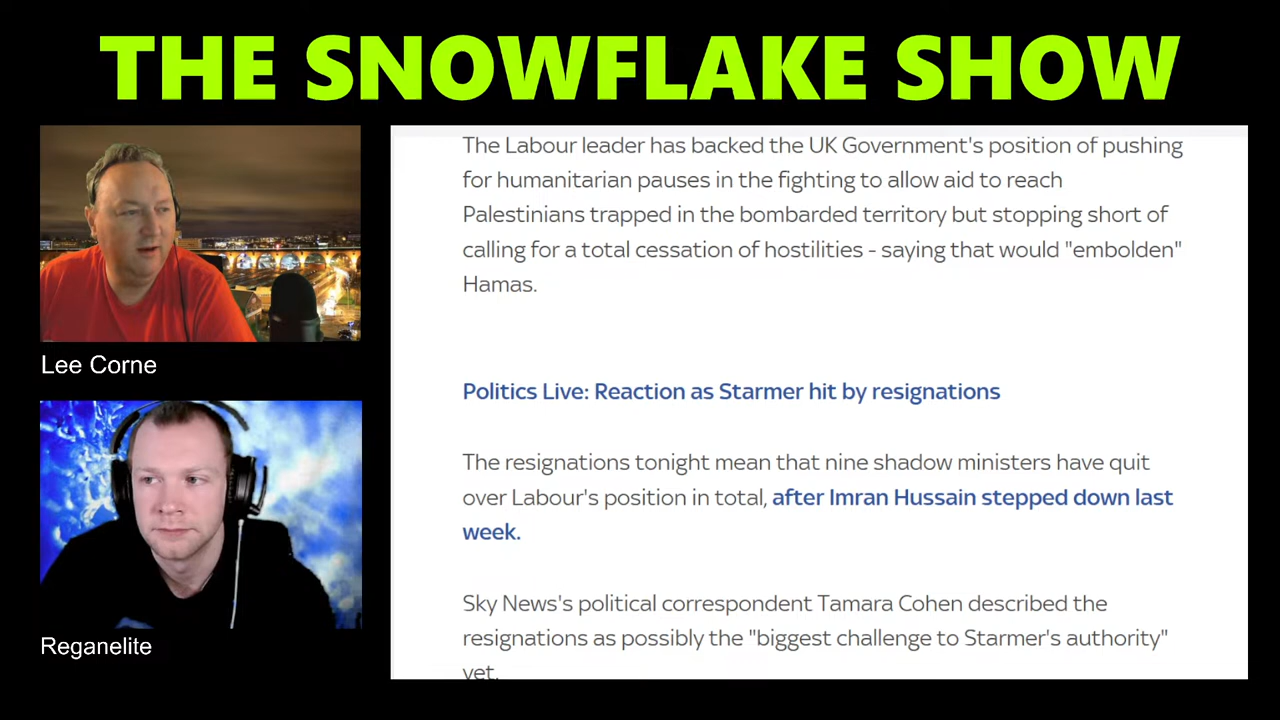 THE SNOWFLAKE SHOW
The Labour leader has backed the UK Government's position of pushing
for humanitarian pauses in the fighting to allow aid to reach
Palestinians trapped in the bombarded territory but stopping short of
calling for a total cessation of hostilities - saying that would "embolden"
Hamas.
Lee Corne
Politics Live: Reaction as Starmer hit by resignations
The resignations tonight mean that nine shadow ministers have quit
over Labour's position in total, after Imran Hussain stepped down last
week.
Reganelite
Sky News's political correspondent Tamara Cohen described the
resignations as possibly the "biggest challenge to Starmer's authority"
yet.